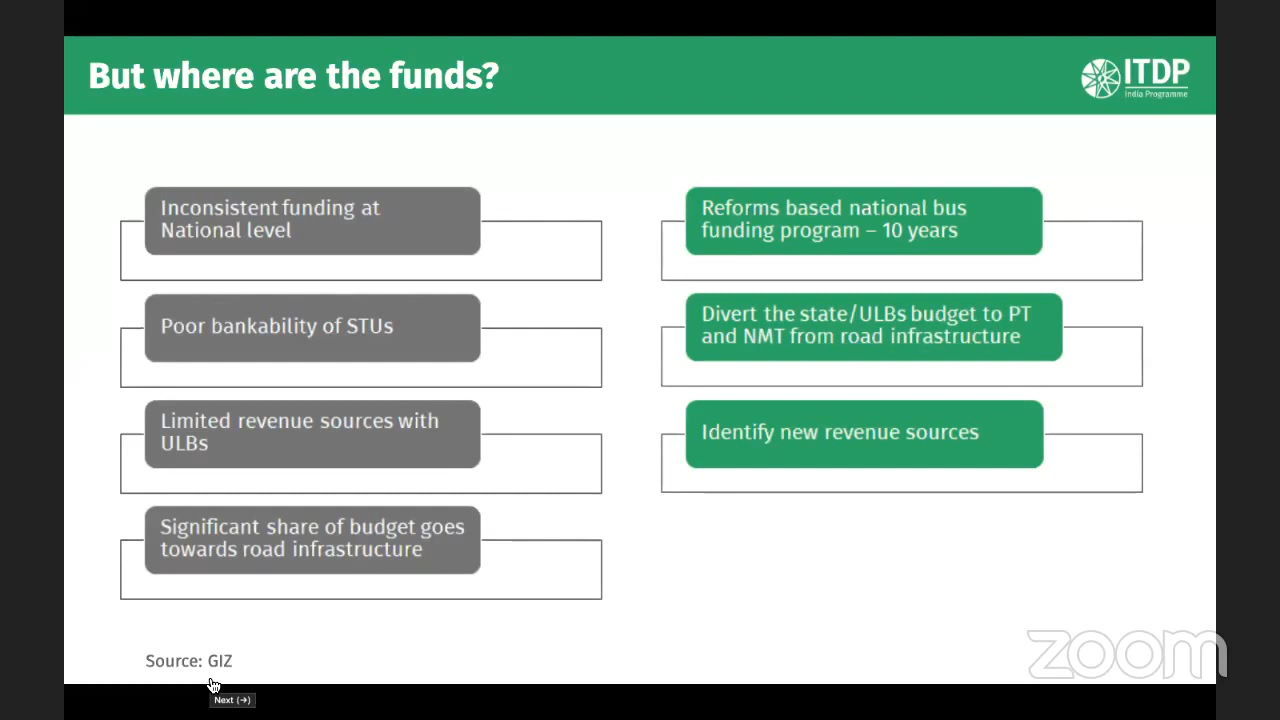 But where are the funds?
ITDP
India Programme
Inconsistent funding at
National level
Poor bankability of STUs
Limited revenue sources with
ULBs
Significant share of budget goes
towards road infrastructure
Reforms based national bus
funding program – 10 years
Divert the state/ULBs budget to PT
and NMT from road infrastructure
Identify new revenue sources
Source: GIZ
zoom
Next (→)